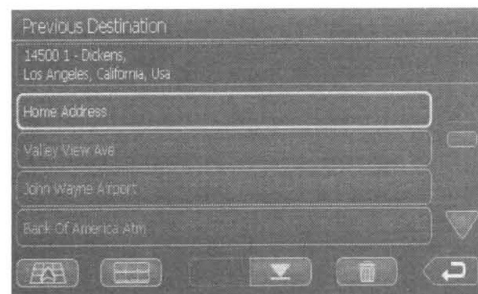 Previous Destination
14500 1 - Dickens,
Los Angeles, California, Usa
Home Address
Valley View Ave
John Wayne Airport
Bank Of America Atm